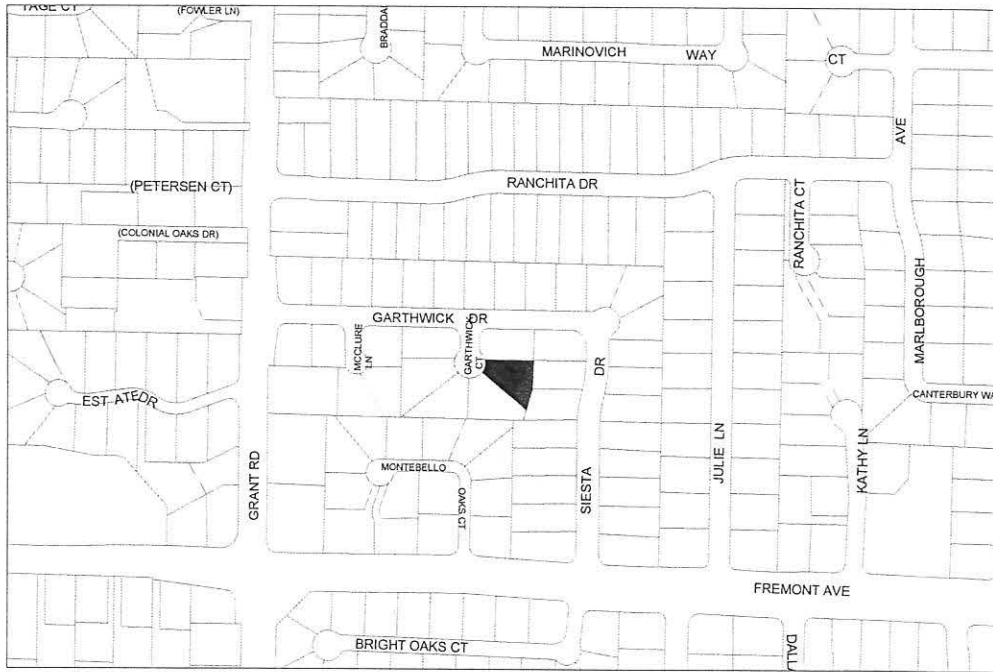 TAGE CT
(FOWLER LN)
BRADDA
MARINOVICH WAY
CT
AVE
(PETERSEN CT)
RANCHITA DR
RANCHITA CT
(COLONIAL OAKS DR)
MARLBOROUGH
GARTHWICK DR
MCCLURE
LN
GARTHWICK
CT
DR
EST ATEDR
CANTERBURY WA
GRANT RD
MONTEBELLO
OAKS CT
SIESTA
JULIE LN
KATHY LN
FREMONT AVE
BRIGHT OAKS CT
DALL